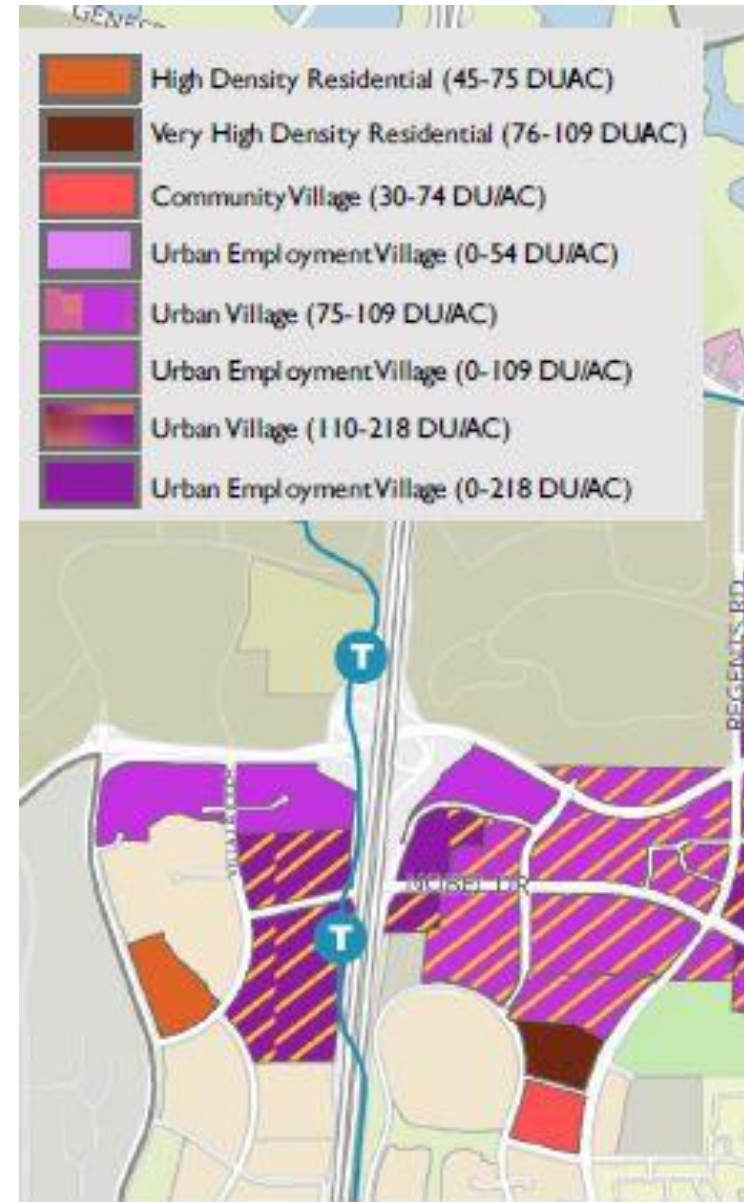 GENES
High Density Residential (45-75 DUAC)
Very High Density Residential (76-109 DUAC)
Community Village (30-74 DU/AC)
Urban Employment Village (0-54 DU/AC)
Urban Village (75-109 DU/AC)
Urban Employment Village (0-109 DU/AC)
Urban Village (110-218 DU/AC)
Urban Employment Village (0-218 DU/AC)
REGENTS RD
T
NOBEL DR
T